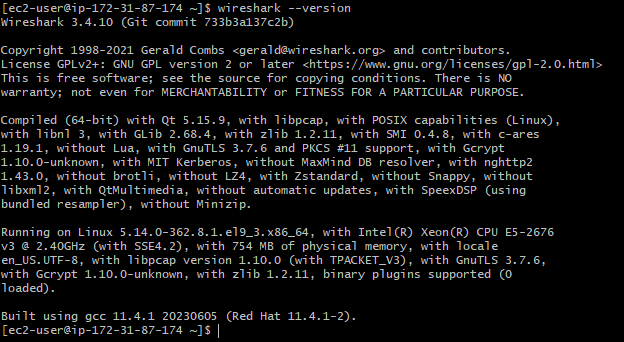 [ec2-user@ip-172-31-87-174 ~]$ wireshark --version
Wireshark 3.4.10 (Git commit 733b3a137c2b)
Copyright 1998-2021 Gerald Combs <gerald@wireshark.org> and contributors.
License GPLv2+: GNU GPL version 2 or later <https://www.gnu.org/licenses/gpl-2.0.html>
This is free software; see the source for copying conditions. There is NO
warranty; not even for MERCHANTABILITY or FITNESS FOR A PARTICULAR PURPOSE.
Compiled (64-bit) with Qt 5.15.9, with libpcap, with POSIX capabilities (Linux),
with libnl 3, with GLib 2.68.4, with zlib 1.2.11, with SMI 0.4.8, with c-ares
1.19.1, without Lua, with GnuTLS 3.7.6 and PKCS #11 support, with Gcrypt
1.10.0-unknown, with MIT Kerberos, without MaxMind DB resolver, with nghttp2
1.43.0, without brotli, without LZ4, with Zstandard, without Snappy, without
libxml2, with QtMultimedia, without automatic updates, with SpeexDSP (using
bundled resampler), without Minizip.
Running on Linux 5.14.0-362.8.1.el9_3.x86_64, with Intel(R) Xeon(R) CPU E5-2676
v3 @ 2.40GHz (with SSE4.2), with 754 MB of physical memory, with locale
en_US.UTF-8, with libpcap version 1.10.0 (with TPACKET_V3), with GnuTLS 3.7.6,
with Gcrypt 1.10.0-unknown, with zlib 1.2.11, binary plugins supported (0
loaded).
Built using gcc 11.4.1 20230605 (Red Hat 11.4.1-2).
[ec2-user@ip-172-31-87-174 ~]$